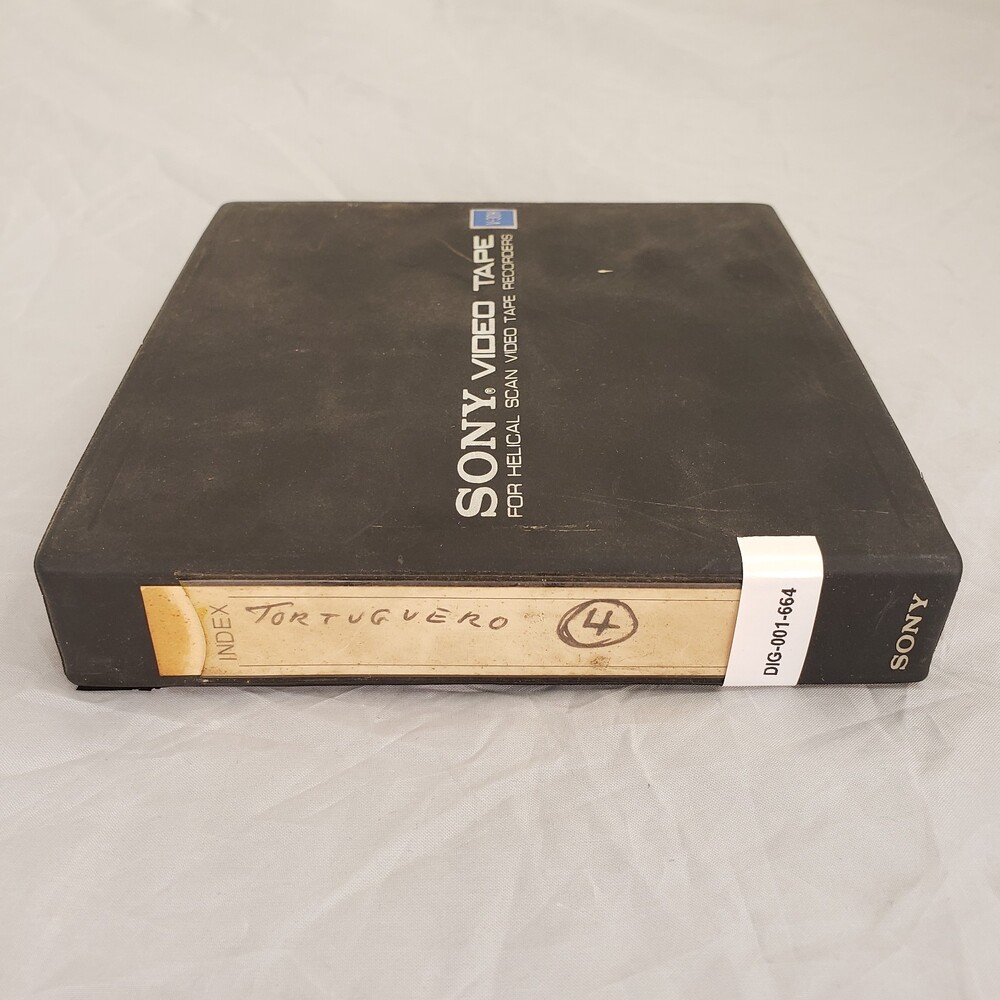 SONY® VIDEO TAPE
FOR HELICAL SCAN VIDEO TAPE RECORDERS
INDEX
TORTUGUERO 4
DIG-001-664
SONY